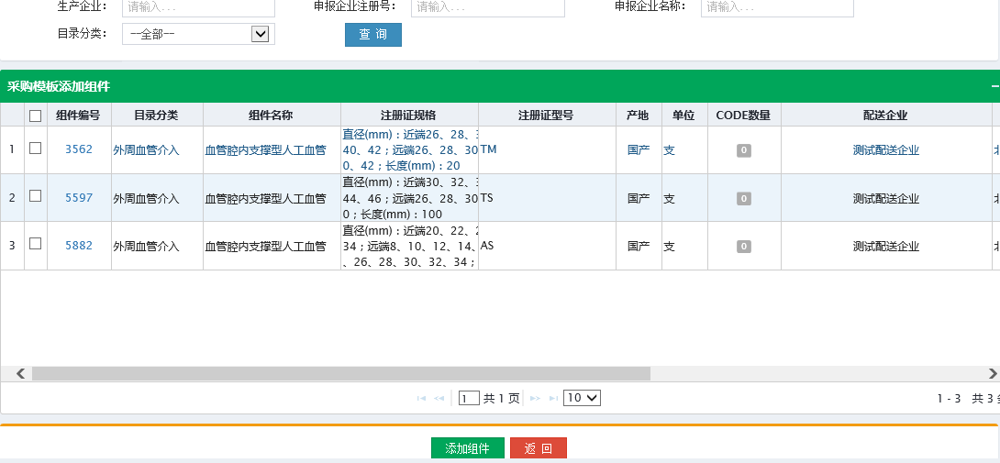 生产企业： 请输入... 申报企业注册号： 请输入... 申报企业名称： 请输入...
目录分类： --全部-- 查 询
采购模板添加组件
组件编号 目录分类 组件名称 注册证规格 注册证型号 产地 单位 CODE数量 配送企业
直径(mm)：近端26、28、
1 3562 外周血管介入 血管腔内支撑型人工血管 40、42；远端26、28、30 TM 国产 支 0 测试配送企业
0、42；长度(mm)：20
直径(mm)：近端30、32、
2 5597 外周血管介入 血管腔内支撑型人工血管 44、46；远端26、28、30 TS 国产 支 0 测试配送企业
0；长度(mm)：100
直径(mm)：近端20、22、
3 5882 外周血管介入 血管腔内支撑型人工血管 34；远端8、10、12、14、 AS 国产 支 0 测试配送企业
、26、28、30、32、34；
1 共 1 页 10 1 - 3 共 3
添加组件 返 回